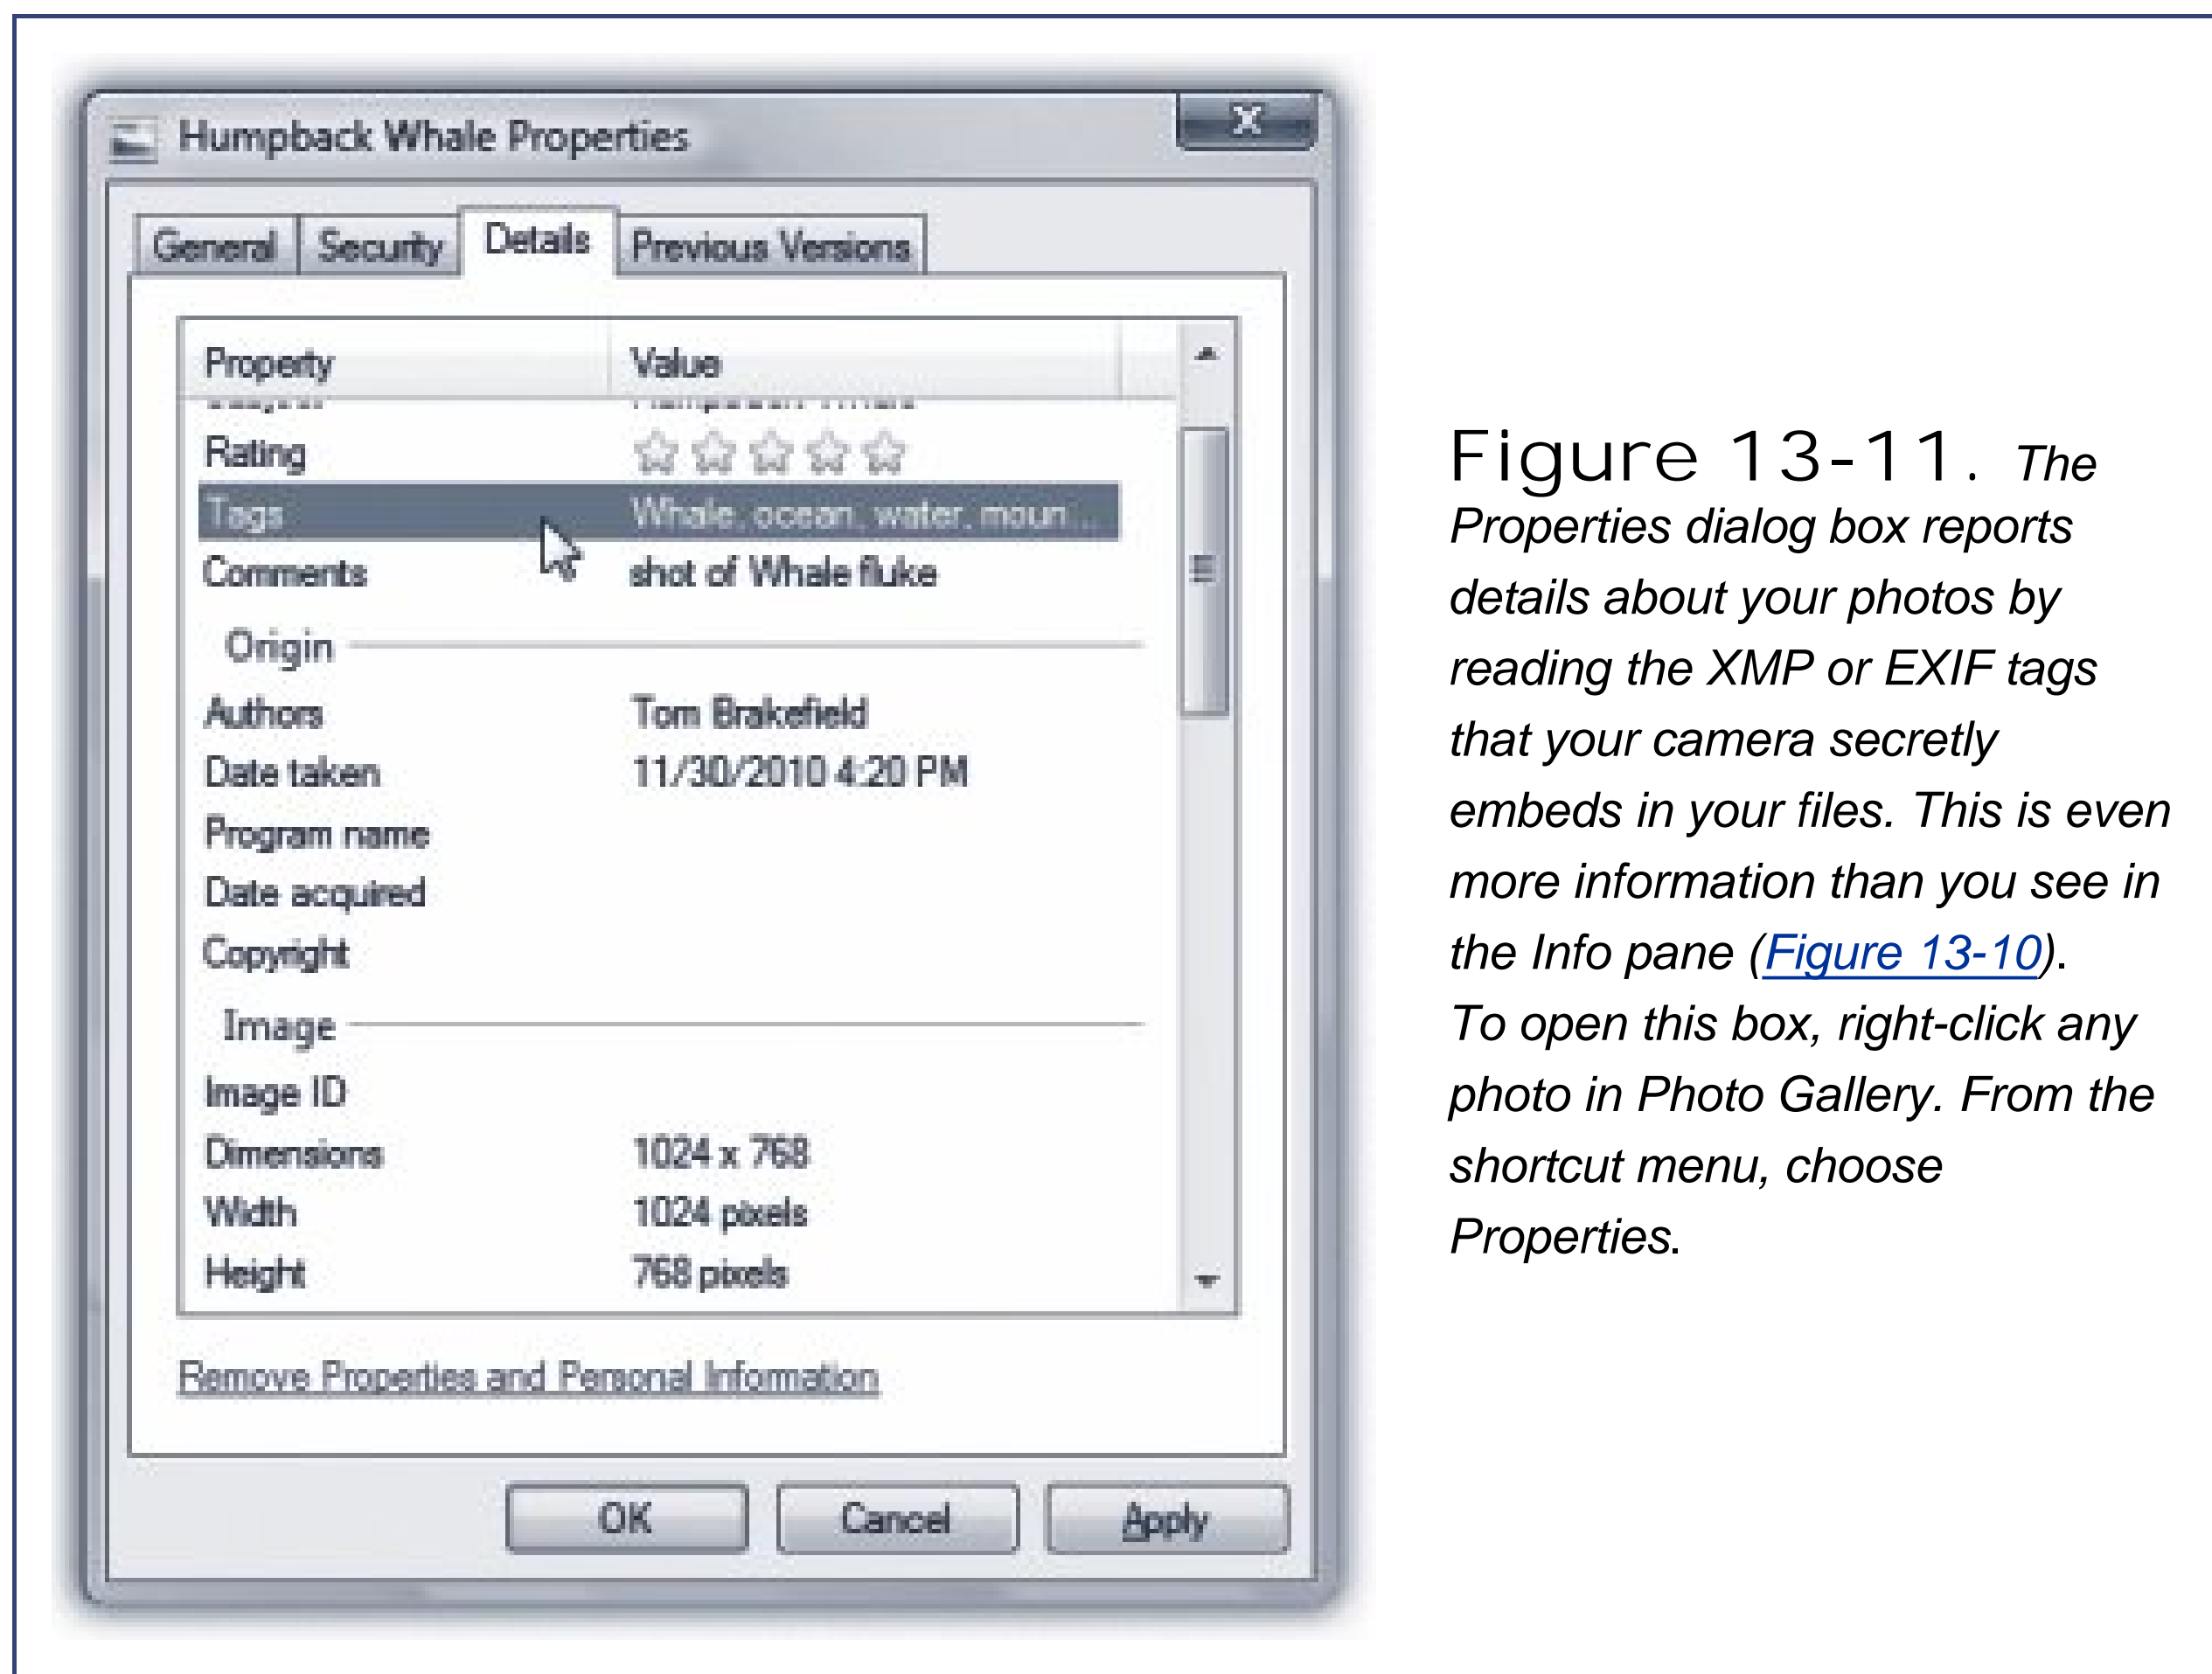 Humpback Whale Properties
General Security Details Previous Versions
Property Value
Rating
Tags Whale, ocean, water, moun...
Comments shot of Whale fluke
Origin
Authors Tom Brakefield
Date taken 11/30/2010 4:20 PM
Program name
Date acquired
Copyright
Image
Image ID
Dimensions 1024 x 768
Width 1024 pixels
Height 768 pixels
Remove Properties and Personal Information
OK Cancel Apply
Figure 13-11. The
Properties dialog box reports
details about your photos by
reading the XMP or EXIF tags
that your camera secretly
embeds in your files. This is even
more information than you see in
the Info pane (Figure 13-10).
To open this box, right-click any
photo in Photo Gallery. From the
shortcut menu, choose
Properties.